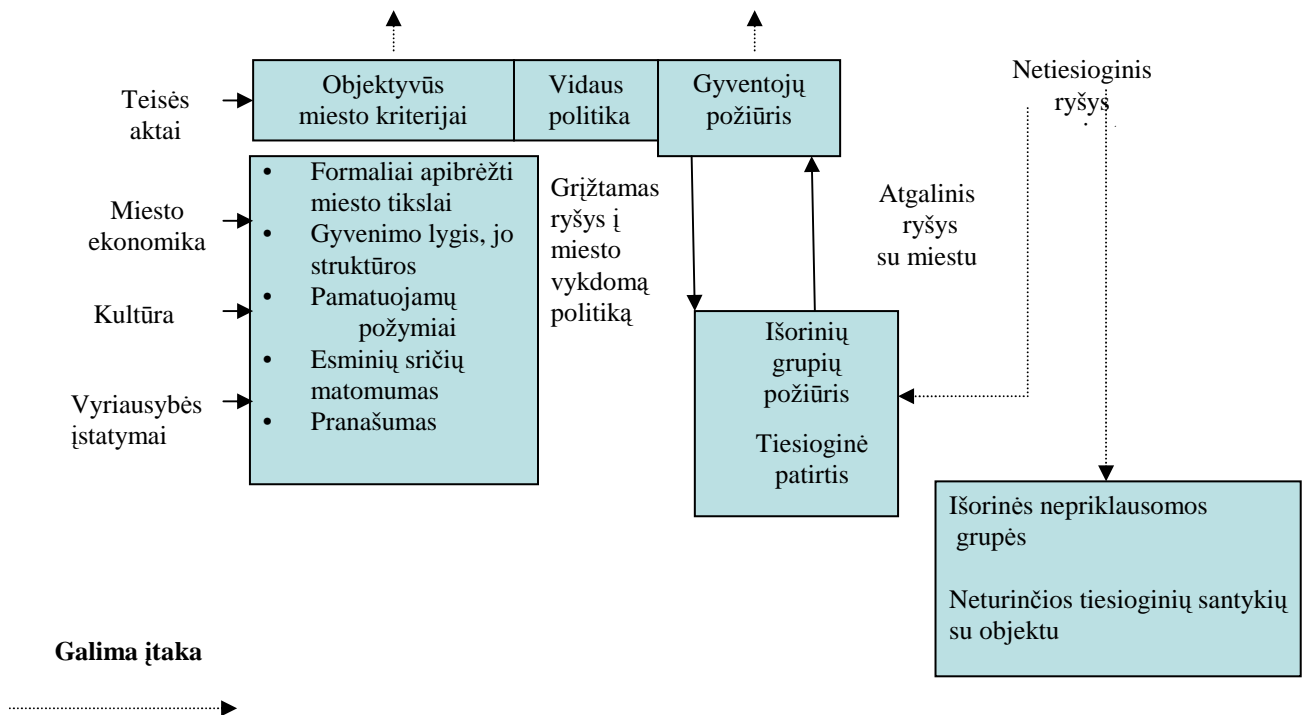 Teisės
aktai
Objektyvūs
miesto kriterijai
Vidaus
politika
Gyventojų
požiūris
Netiesioginis
ryšys
Miesto
ekonomika
Kultūra
Vyriausybės
įstatymai
• Formaliai apibrėžti
miesto tikslai
• Gyvenimo lygis, jo
struktūros
• Pamatuojamų
požymiai
• Esminių sričių
matomumas
• Pranašumas
Grįžtamas
ryšys į
miesto
vykdomą
politiką
Atgalinis
ryšys
su miestu
Išorinių
grupių
požiūris
Tiesioginė
patirtis
Išorinės nepriklausomos
grupės
Neturinčios tiesioginių santykių
su objektu
Galima įtaka